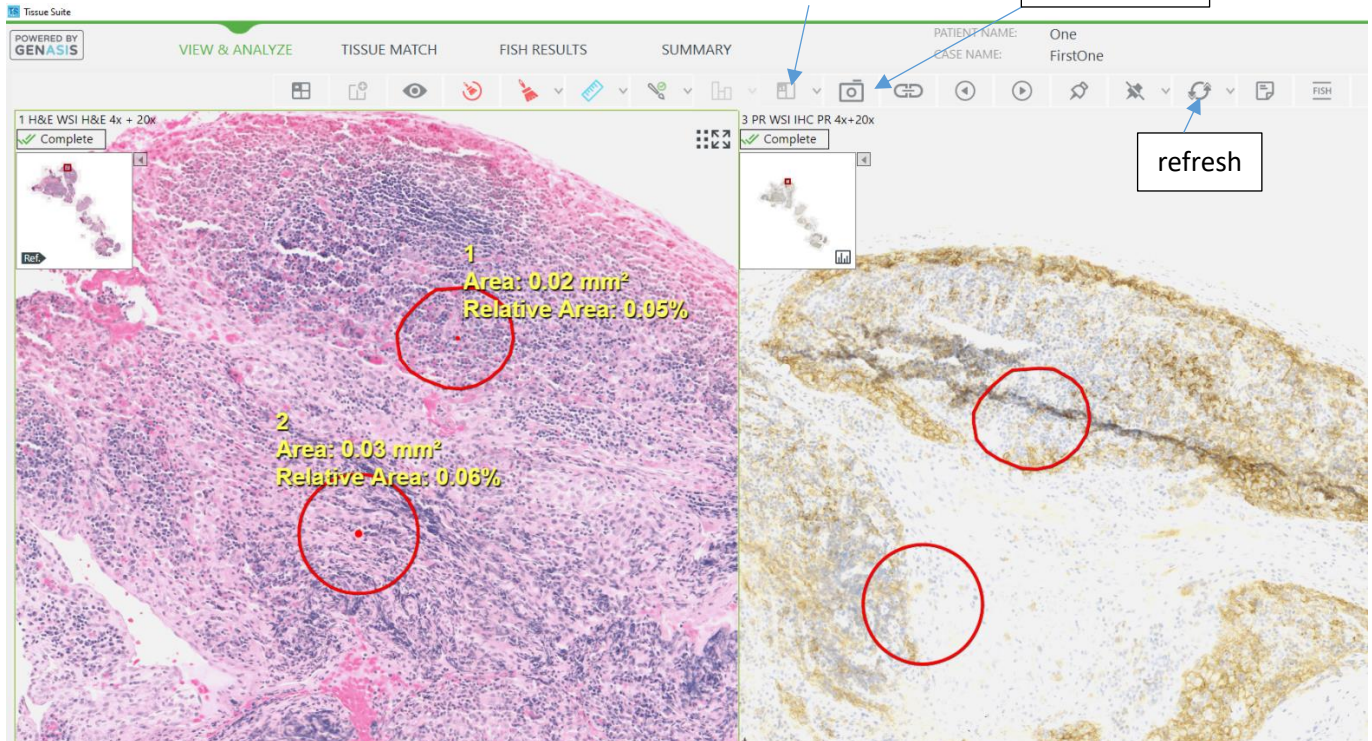 TS Tissue Suite
POWERED BY
GENASIS
VIEW & ANALYZE
TISSUE MATCH
FISH RESULTS
SUMMARY
PATIENT NAME: One
CASE NAME: FirstOne
FISH
refresh
1 H&E WSI H&E 4x + 20x
Complete
Ref.
1
Area: 0.02 mm²
Relative Area: 0.05%
2
Area: 0.03 mm²
Relative Area: 0.06%
3 PR WSI IHC PR 4x+20x
Complete